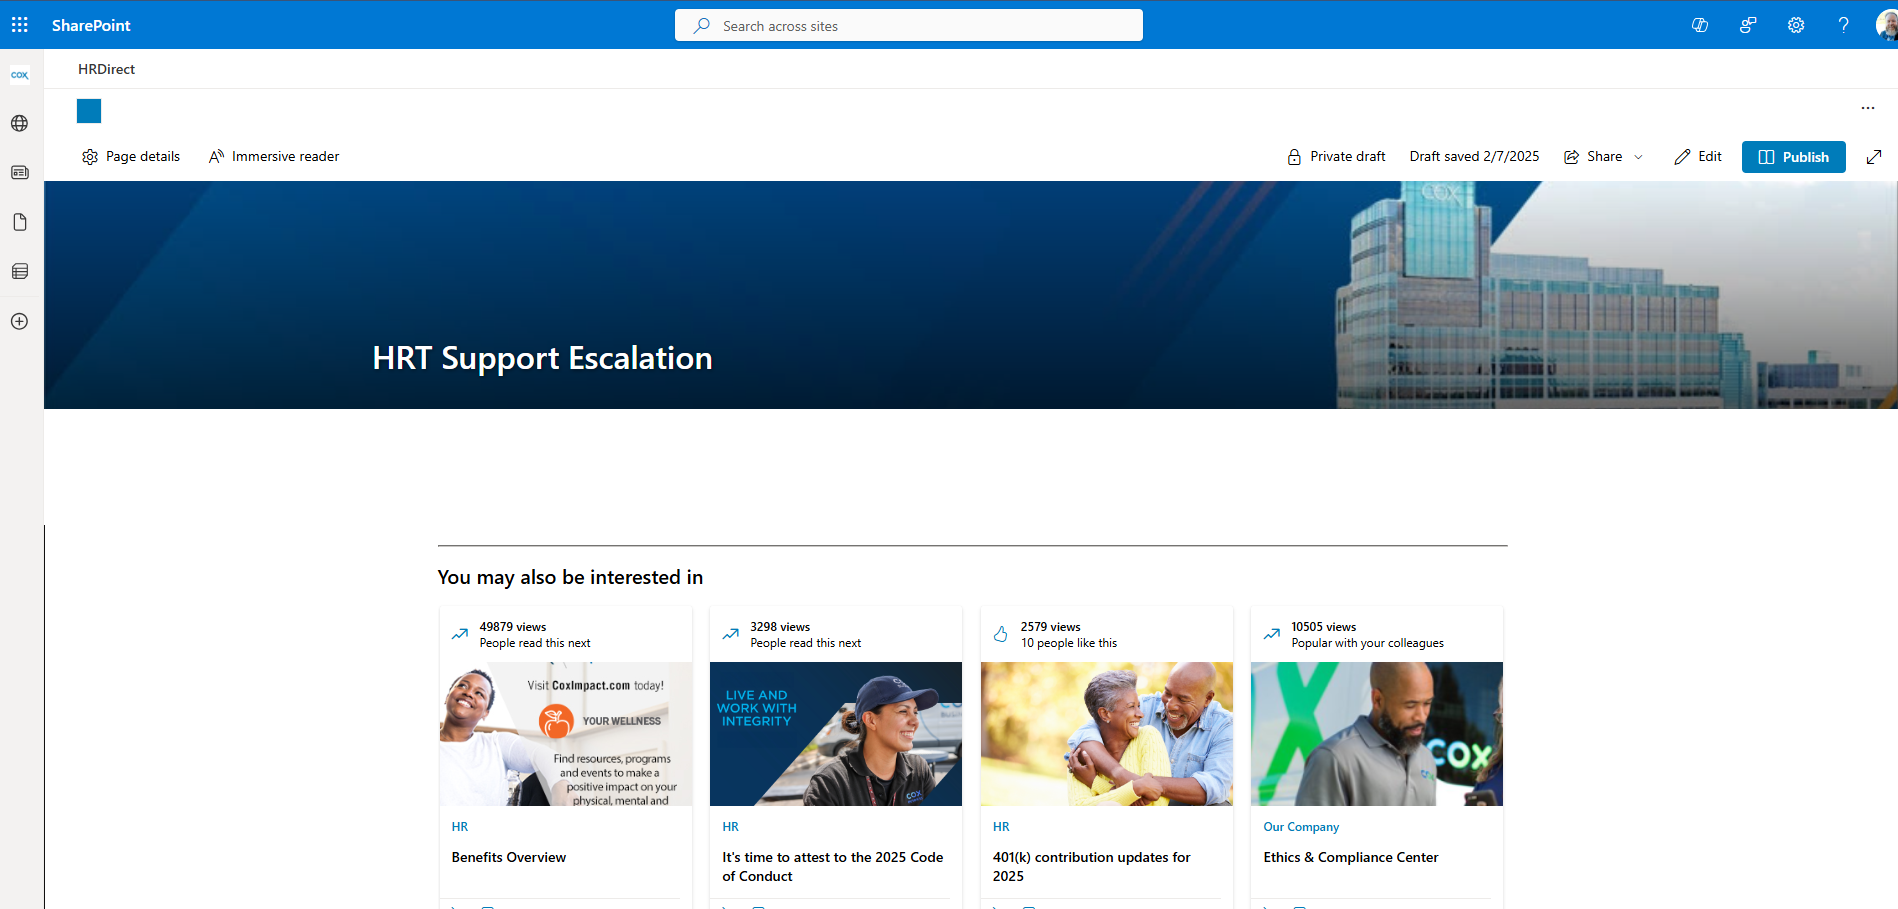 SharePoint
Search across sites
COX
HRDirect
Page details
Immersive reader
Private draft
Draft saved 2/7/2025
Share
Edit
Publish
COX
HRT Support Escalation
You may also be interested in
49879 views
People read this next
Visit CoxImpact.com today!
YOUR WELLNESS
Find resources, programs
and events to make a
positive impact on your
physical, mental and
HR
Benefits Overview
3298 views
People read this next
LIVE AND
WORK WITH
INTEGRITY
COX
HR
It's time to attest to the 2025 Code
of Conduct
2579 views
10 people like this
HR
401(k) contribution updates for
2025
10505 views
Popular with your colleagues
cox
Our Company
Ethics & Compliance Center